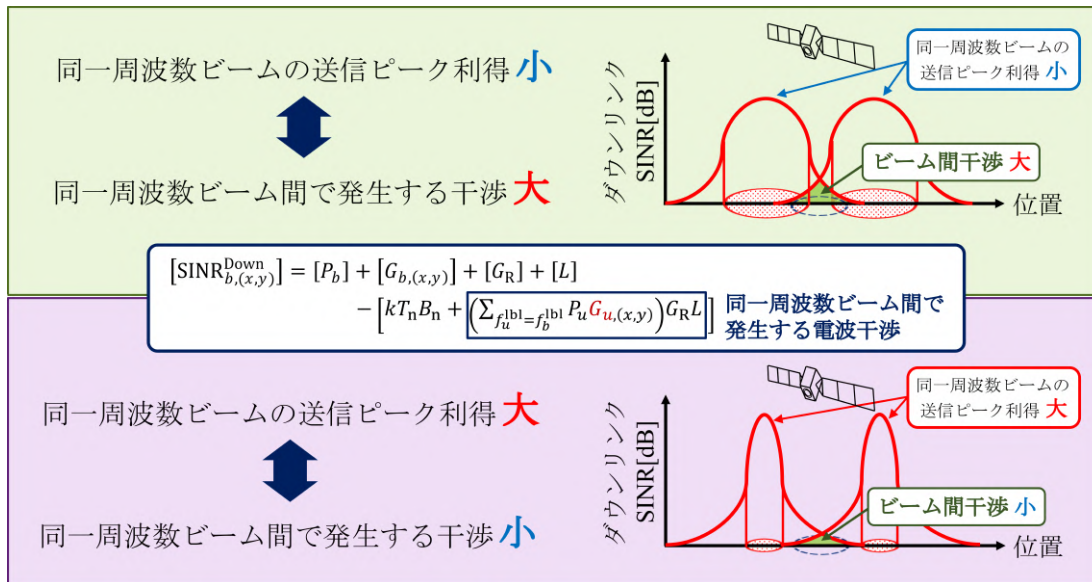 同一周波数ビームの送信ピーク利得 小
同一周波数ビーム間で発生する干渉 大
ダウンリンク
SINR[dB]
同一周波数ビームの
送信ピーク利得 小
ビーム間干渉 大
位置
[SINR^Down_b,(x,y)] = [P_b] + [G_b,(x,y)] + [G_R] + [L]
− [kT_nB_n + (∑_{f_u^lbl=f_b^lbl} P_uG_u,(x,y))G_RL]
同一周波数ビーム間で
発生する電波干渉
同一周波数ビームの送信ピーク利得 大
同一周波数ビーム間で発生する干渉 小
ダウンリンク
SINR[dB]
同一周波数ビームの
送信ピーク利得 大
ビーム間干渉 小
位置